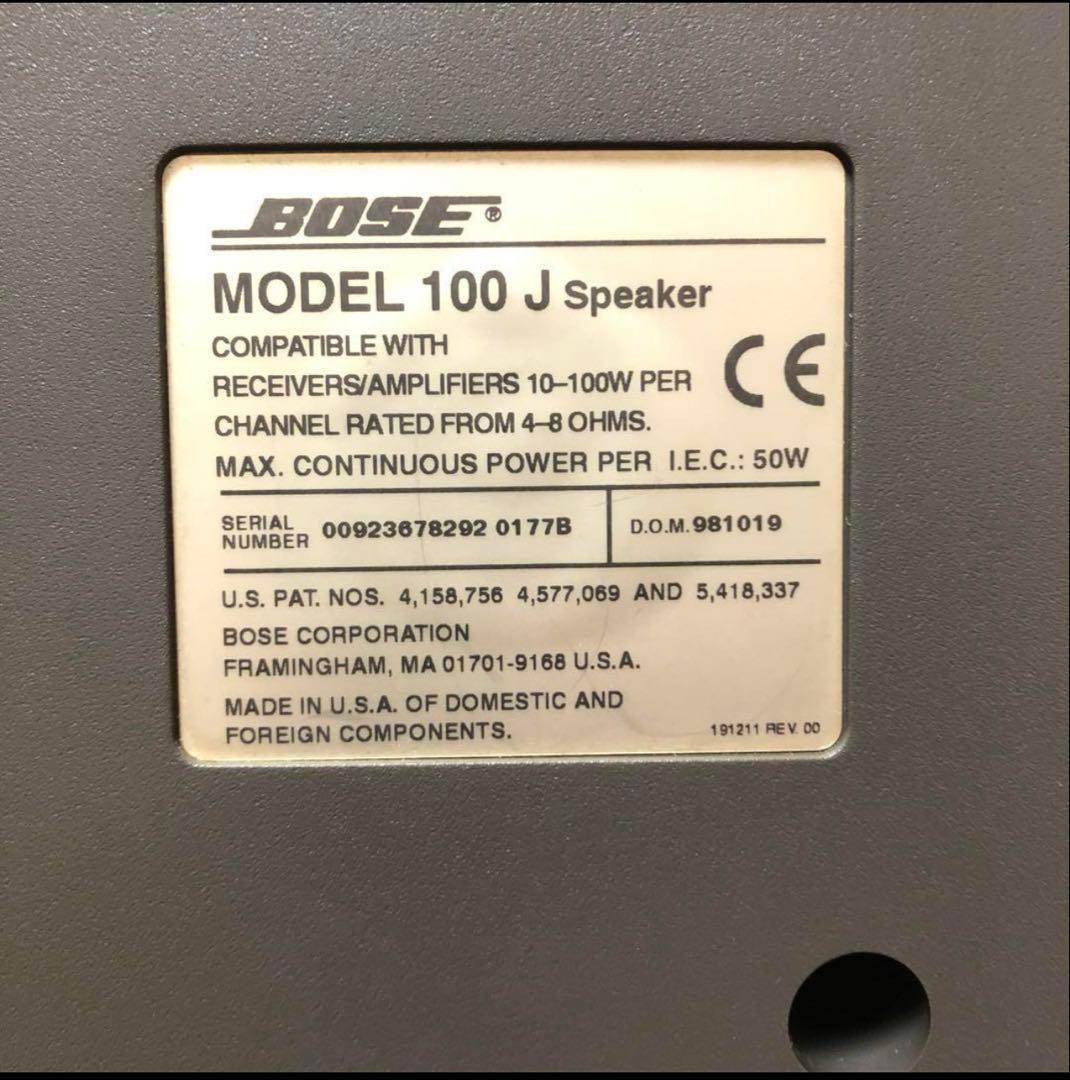 BOSE®
MODEL 100 J Speaker
COMPATIBLE WITH
RECEIVERS/AMPLIFIERS 10–100W PER
CHANNEL RATED FROM 4–8 OHMS.
CE
MAX. CONTINUOUS POWER PER I.E.C.: 50W
SERIAL
NUMBER 00923678292 0177B
D.O.M. 981019
U.S. PAT. NOS. 4,158,756 4,577,069 AND 5,418,337
BOSE CORPORATION
FRAMINGHAM, MA 01701-9168 U.S.A.
MADE IN U.S.A. OF DOMESTIC AND
FOREIGN COMPONENTS.
191211 REV. 00